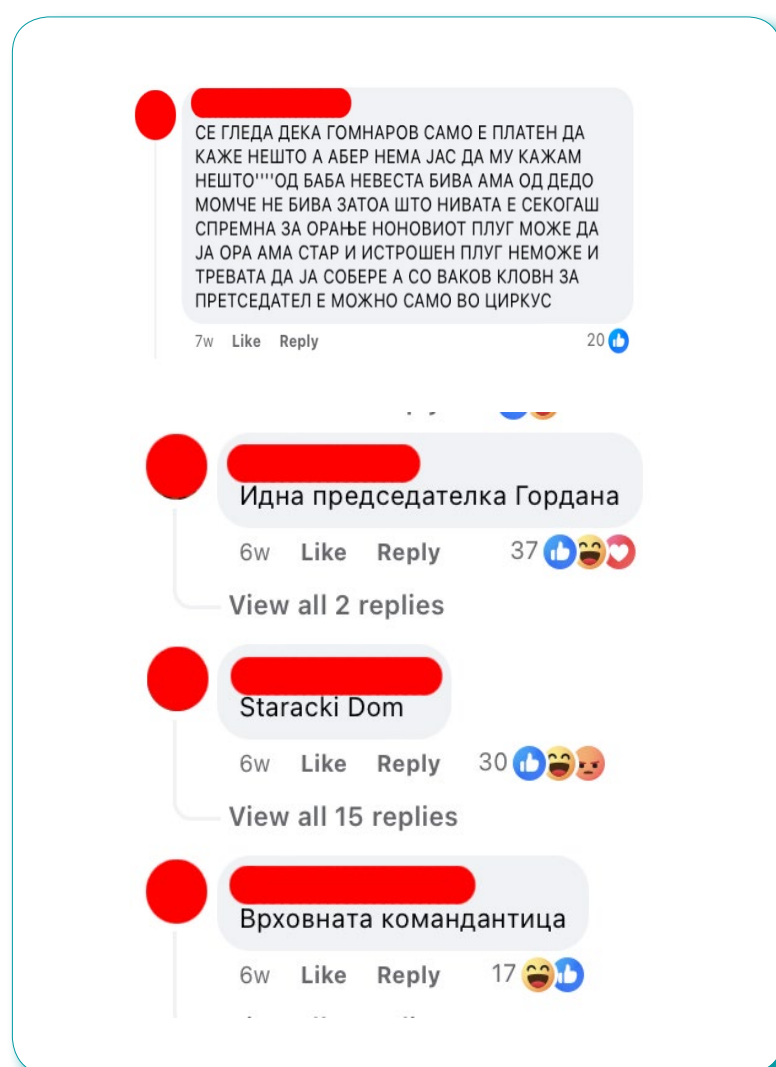 СЕ ГЛЕДА ДЕКА ГОМНАРОВ САМО Е ПЛАТЕН ДА
КАЖЕ НЕШТО А АБЕР НЕМА ЈАС ДА МУ КАЖАМ
НЕШТО''''ОД БАБА НЕВЕСТА БИВА АМА ОД ДЕДО
МОМЧЕ НЕ БИВА ЗАТОА ШТО НИВАТА Е СЕКОГАШ
СПРЕМНА ЗА ОРАЊЕ НОНОВИОТ ПЛУГ МОЖЕ ДА
ЈА ОРА АМА СТАР И ИСТРОШЕН ПЛУГ НЕМОЖЕ И
ТРЕВАТА ДА ЈА СОБЕРЕ А СО ВАКОВ КЛОВН ЗА
ПРЕТСЕДАТЕЛ Е МОЖНО САМО ВО ЦИРКУС
7w Like Reply 20
Идна председателка Гордана
6w Like Reply 37
View all 2 replies
Staracki Dom
6w Like Reply 30
View all 15 replies
Врховната командантица
6w Like Reply 17